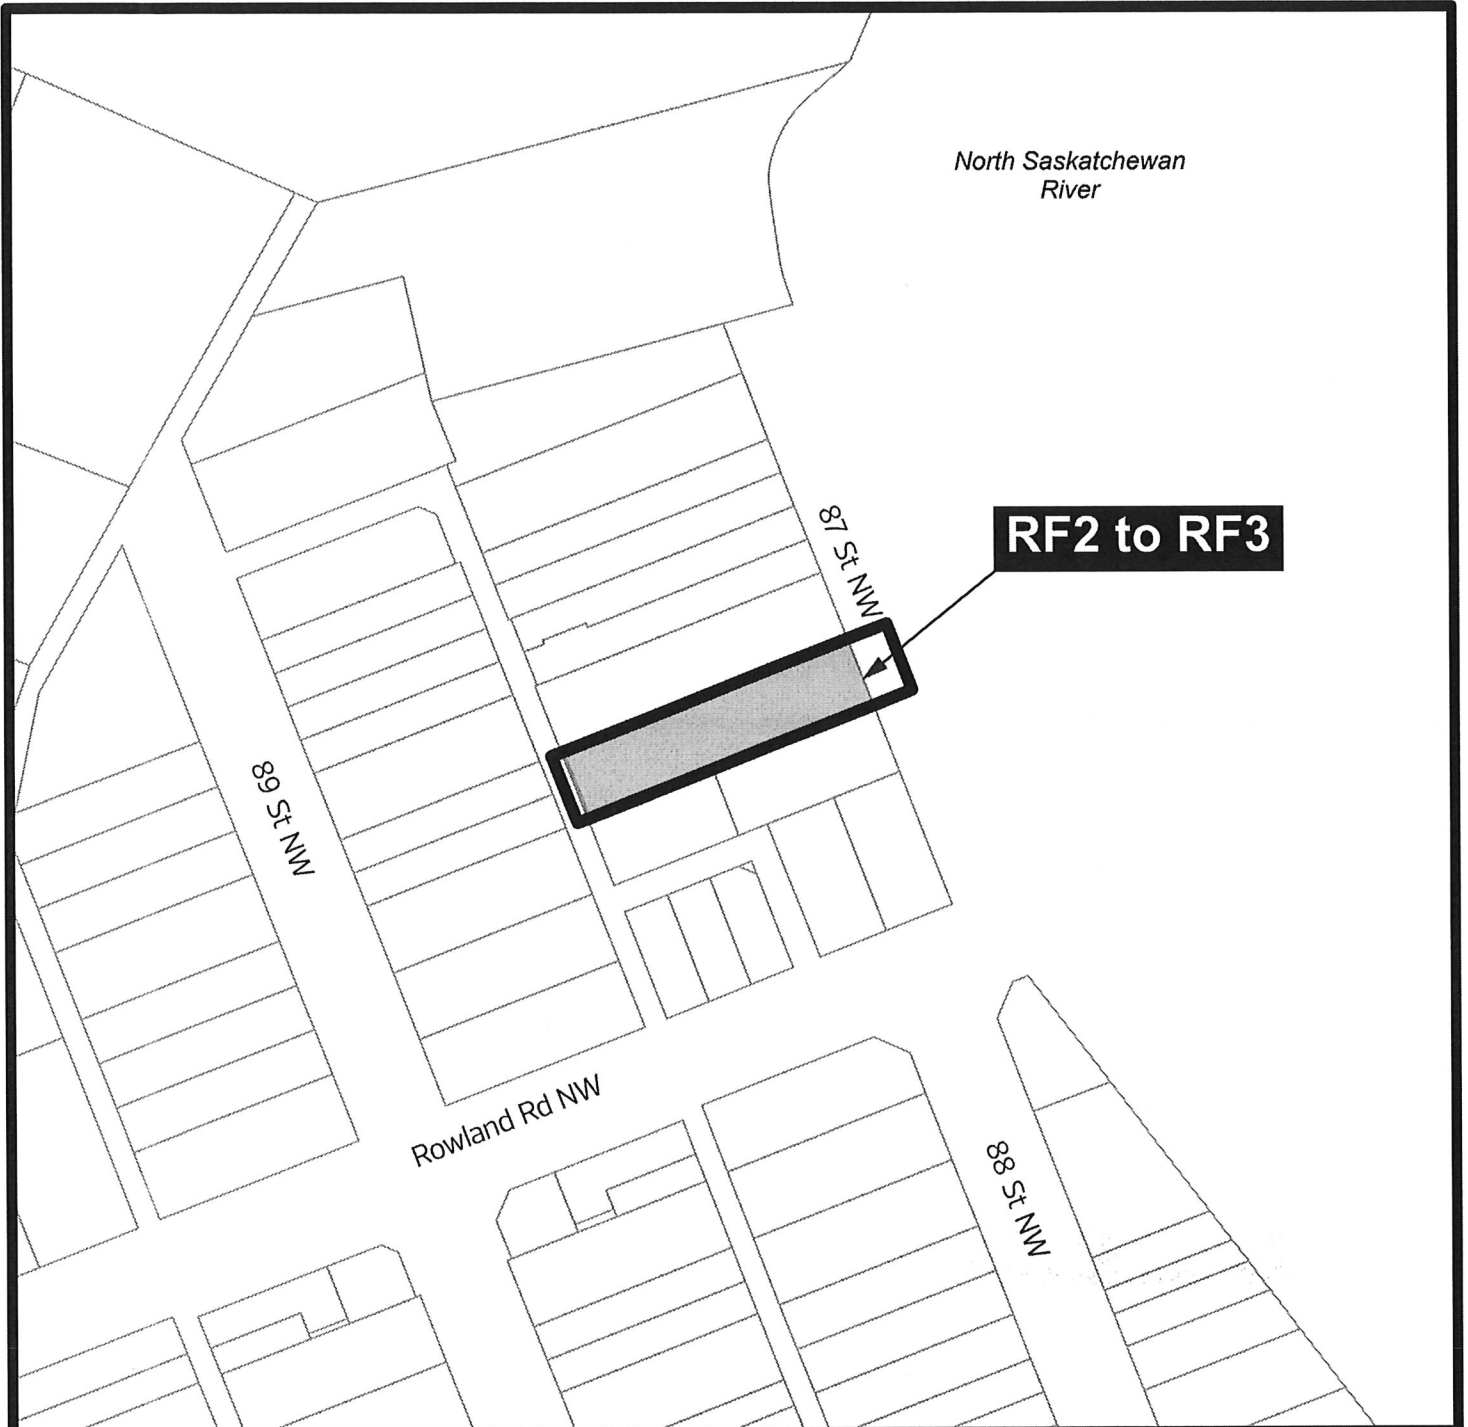 North Saskatchewan
River
87 St NW
RF2 to RF3
89 St NW
Rowland Rd NW
88 St NW